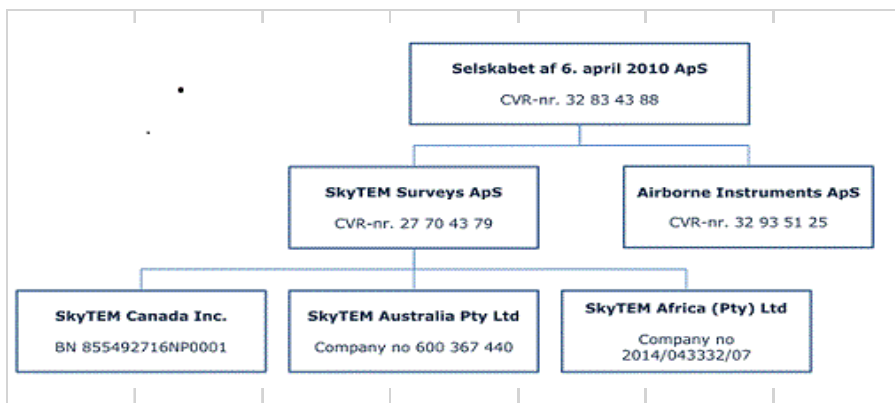 Selskabet af 6. april 2010 ApS
CVR-nr. 32 83 43 88
SkyTEM Surveys ApS
CVR-nr. 27 70 43 79
Airborne Instruments ApS
CVR-nr. 32 93 51 25
SkyTEM Canada Inc.
BN 855492716NP0001
SkyTEM Australia Pty Ltd
Company no 600 367 440
SkyTEM Africa (Pty) Ltd
Company no
2014/043332/07